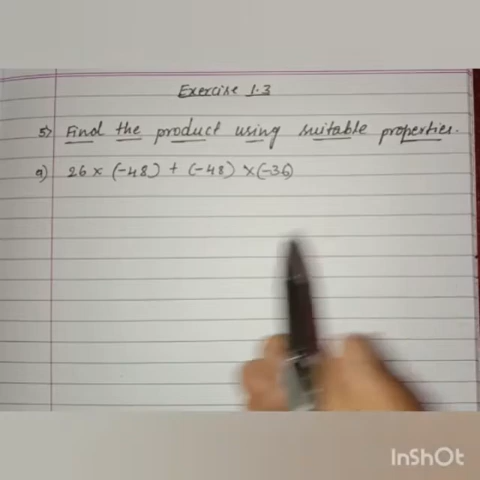 Exercise 1.3
5) Find the product using suitable properties.
a) 26 × (-48) + (-48) × (-36)
InShOt